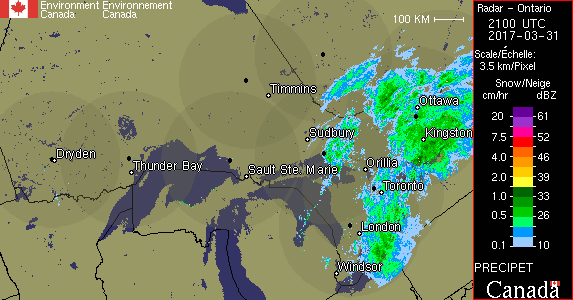 Environment Environnement
Canada Canada
100 KM
Radar - Ontario
2100 UTC
2017-03-31
Scale/Échelle:
3.5 km/Pixel
Snow/Neige
cm/hr dBZ
20 61
7.5 52
4.0 46
2.0 39
1.0 33
0.5 26
0.1 10
PRECIPET
Canada
Timmins
Ottawa
Kingston
Sudbury
Dryden
Thunder Bay
Sault Ste. Marie
Orillia
Toronto
London
Windsor